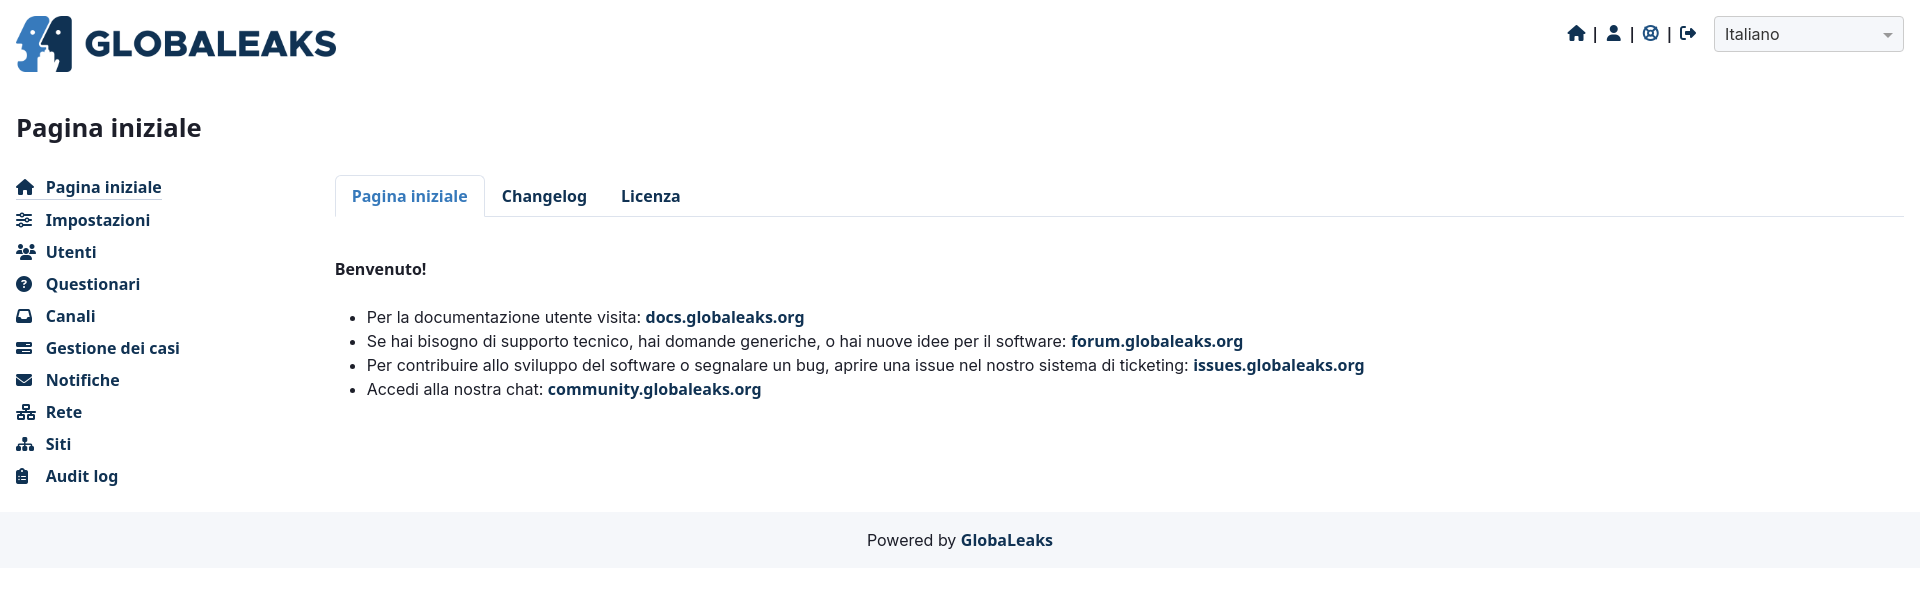 GLOBALEAKS
| | |
Italiano
Pagina iniziale
Pagina iniziale
Impostazioni
Utenti
Questionari
Canali
Gestione dei casi
Notifiche
Rete
Siti
Audit log
Pagina iniziale Changelog Licenza
Benvenuto!
• Per la documentazione utente visita: docs.globaleaks.org
• Se hai bisogno di supporto tecnico, hai domande generiche, o hai nuove idee per il software: forum.globaleaks.org
• Per contribuire allo sviluppo del software o segnalare un bug, aprire una issue nel nostro sistema di ticketing: issues.globaleaks.org
• Accedi alla nostra chat: community.globaleaks.org
Powered by GlobaLeaks